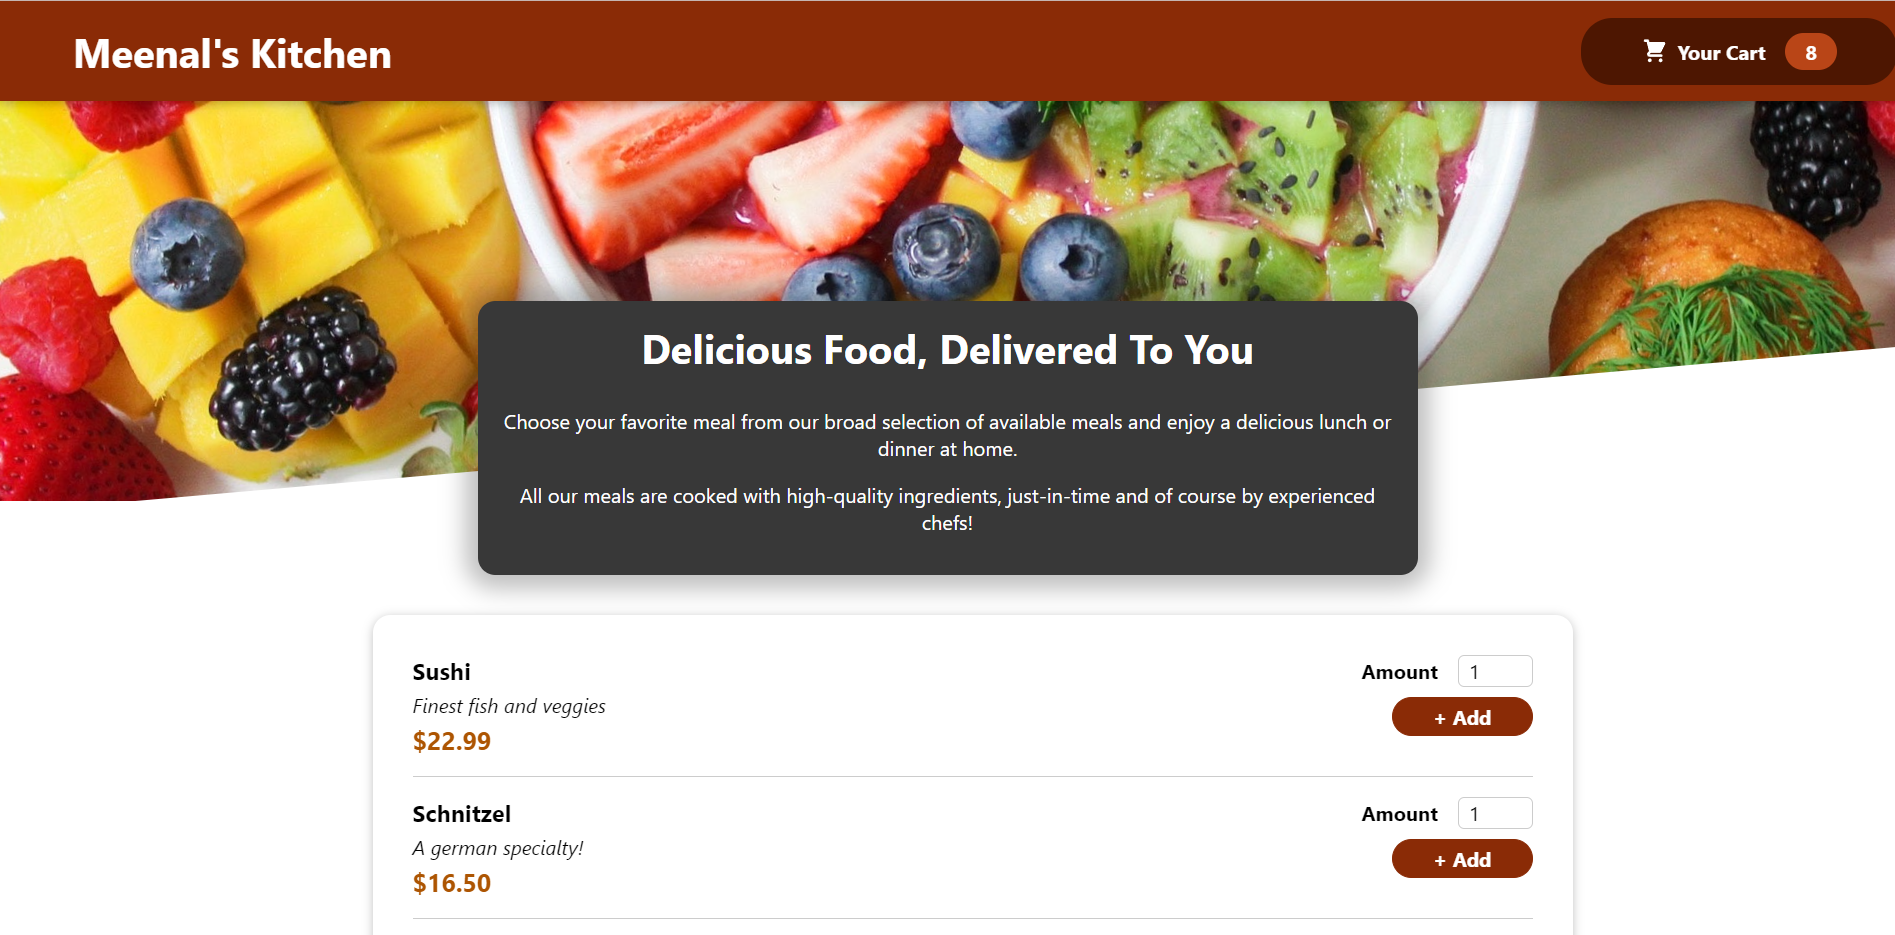 Meenal's Kitchen
Your Cart 8
Delicious Food, Delivered To You
Choose your favorite meal from our broad selection of available meals and enjoy a delicious lunch or
dinner at home.
All our meals are cooked with high-quality ingredients, just-in-time and of course by experienced
chefs!
Sushi
Finest fish and veggies
$22.99
Amount 1
+ Add
Schnitzel
A german specialty!
$16.50
Amount 1
+ Add